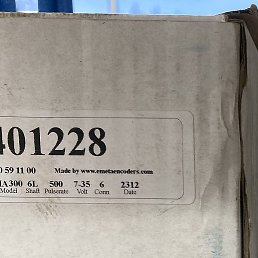 401228
0 59 11 00 Made by www.emetaencoders.com
IA300 6L 500 7-35 6 2312
Model Shaft Pulserate Volt Conn Date